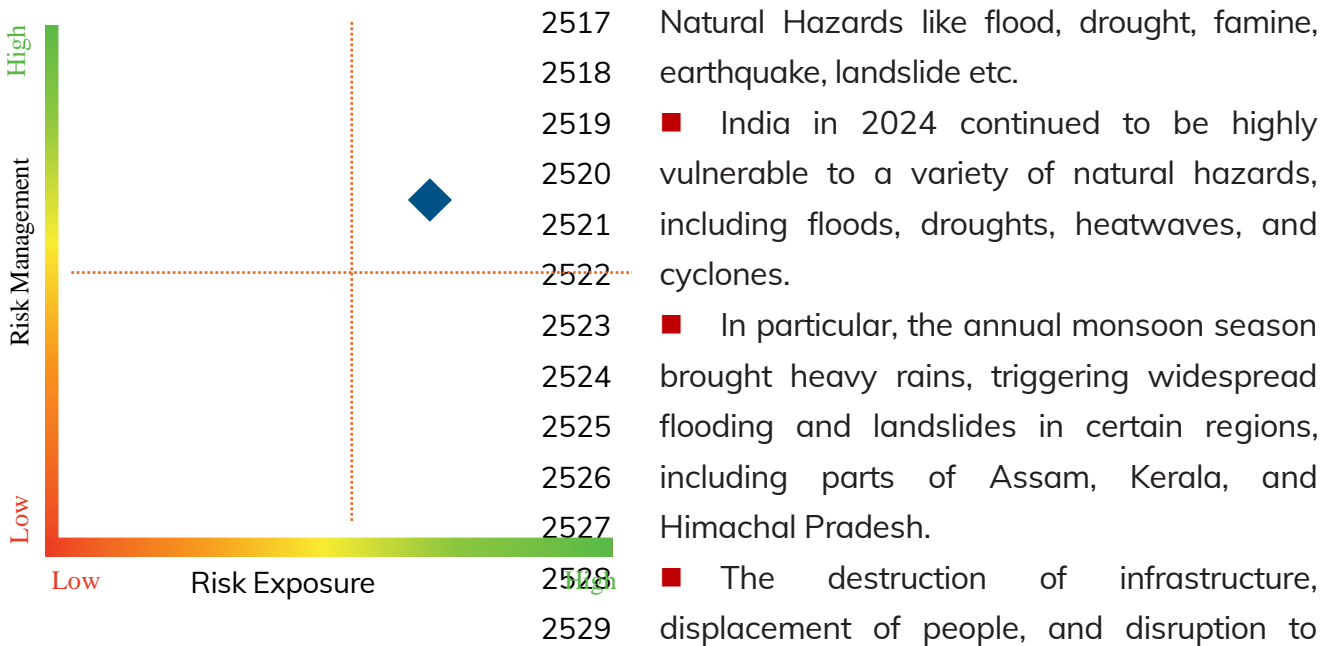 High
Risk Management
Low
Low
Risk Exposure
High
2517 Natural Hazards like flood, drought, famine,
2518 earthquake, landslide etc.
2519 ■ India in 2024 continued to be highly
2520 vulnerable to a variety of natural hazards,
2521 including floods, droughts, heatwaves, and
2522 cyclones.
2523 ■ In particular, the annual monsoon season
2524 brought heavy rains, triggering widespread
2525 flooding and landslides in certain regions,
2526 including parts of Assam, Kerala, and
2527 Himachal Pradesh.
2528 ■ The destruction of infrastructure,
2529 displacement of people, and disruption to